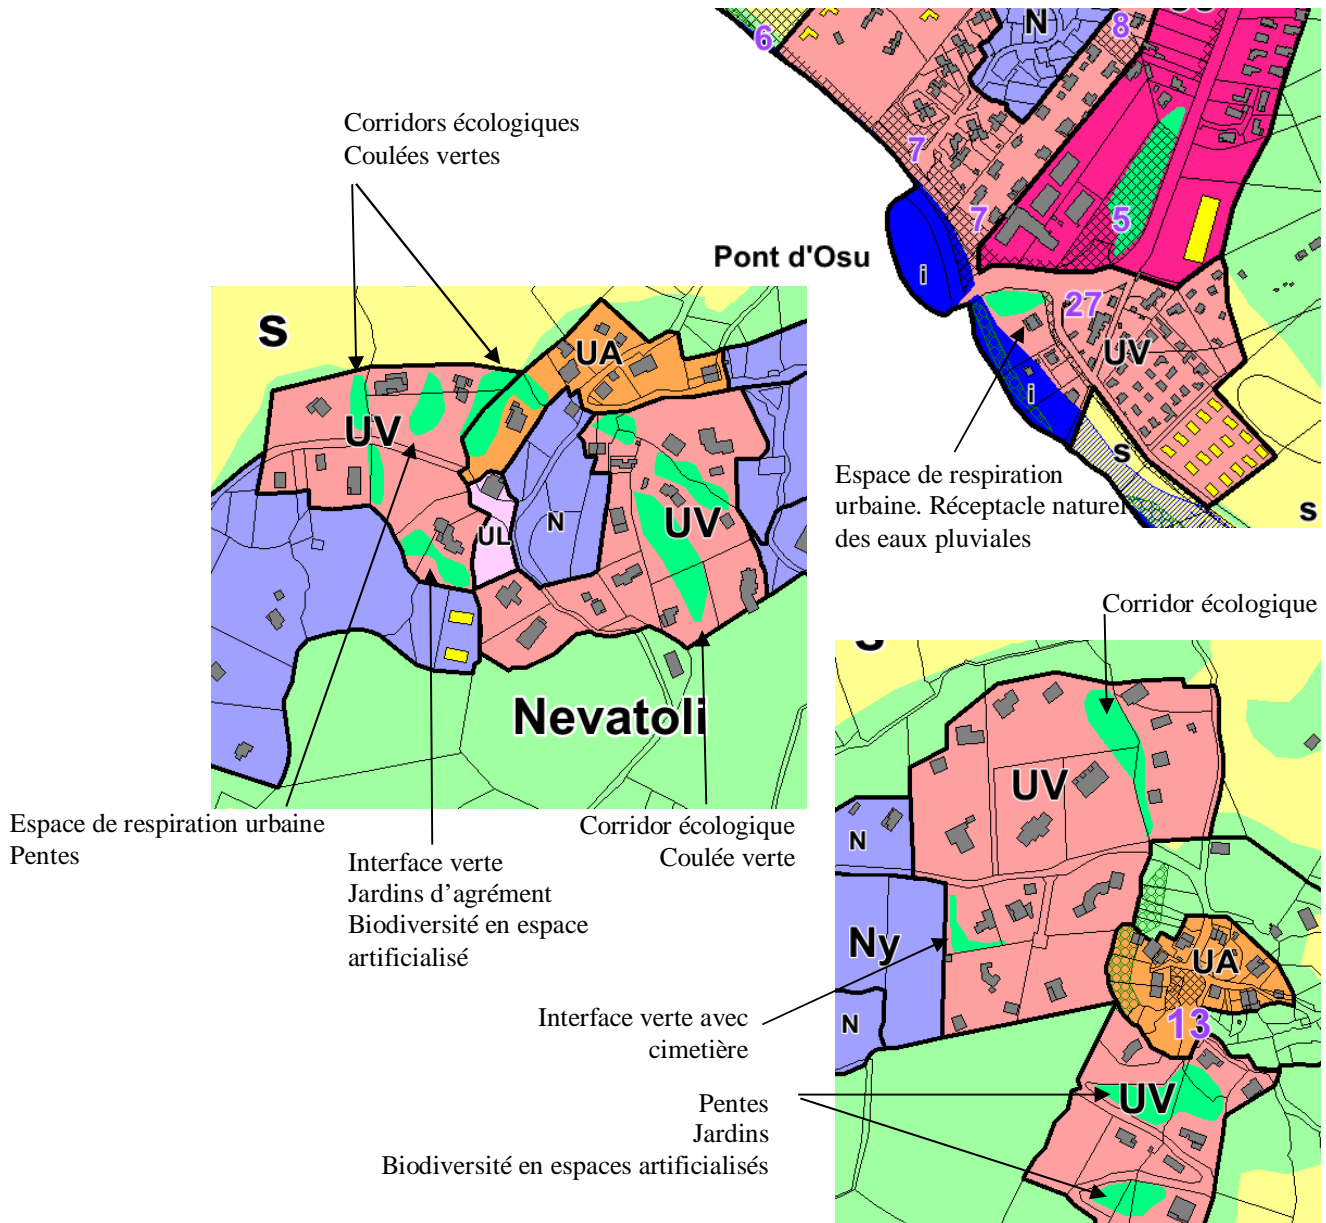 6
N
8
Corridors écologiques
Coulées vertes
7
7
5
Pont d'Osu
i
27
s
UA
UV
UV
i
s
Espace de respiration
urbaine. Réceptacle naturel
des eaux pluviales
s
UL
N
UV
Corridor écologique
Nevatoli
UV
Espace de respiration urbaine
Pentes
Corridor écologique
Coulée verte
Interface verte
Jardins d’agrément
Biodiversité en espace
artificialisé
N
Ny
UA
N
13
Interface verte avec
cimetière
UV
Pentes
Jardins
Biodiversité en espaces artificialisés